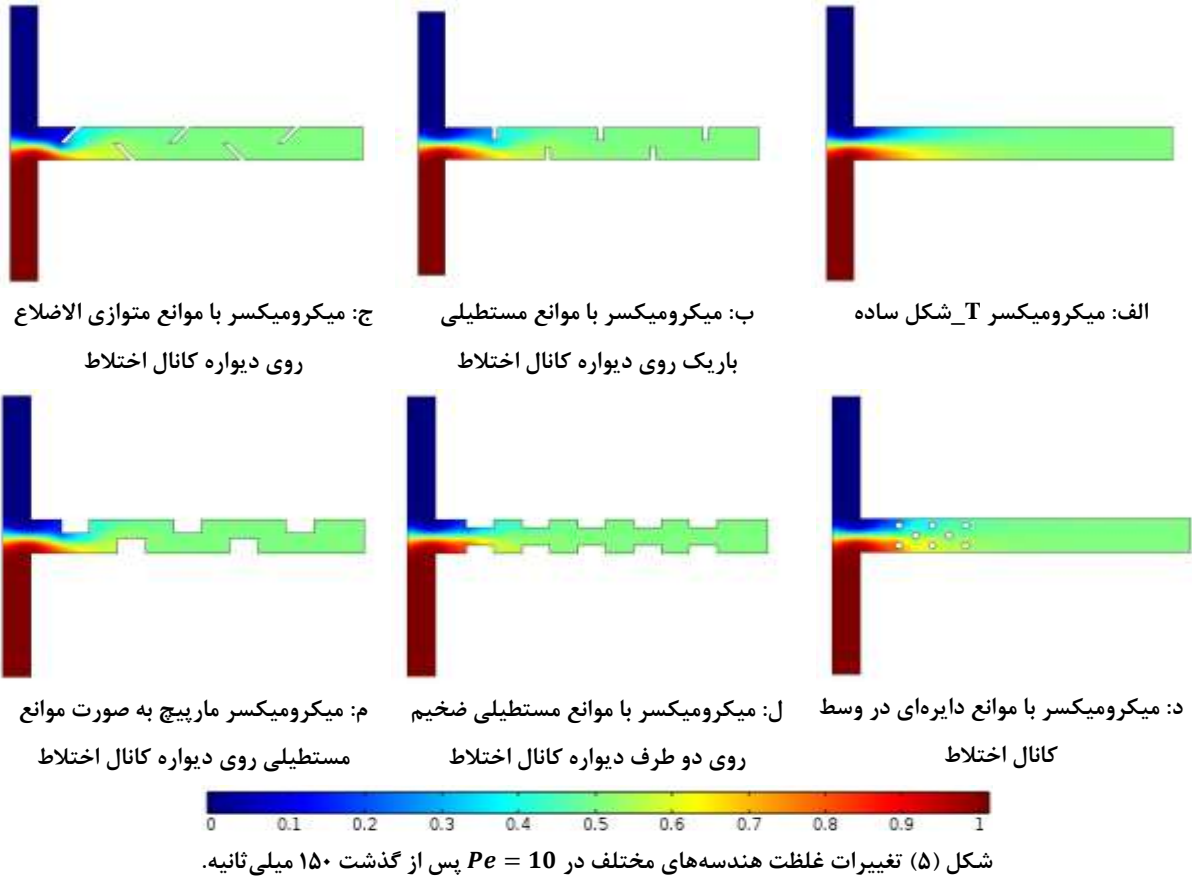 الف: میکرومیکسر T_شکل ساده
ب: میکرومیکسر با موانع مستطیلی
باریک روی دیواره کانال اختلاط
ج: میکرومیکسر با موانع متوازی الاضلاع
روی دیواره کانال اختلاط
د: میکرومیکسر با موانع دایره‌ای در وسط
کانال اختلاط
ل: میکرومیکسر با موانع مستطیلی ضخیم
روی دو طرف دیواره کانال اختلاط
م: میکرومیکسر مارپیچ به صورت موانع
مستطیلی روی دیواره کانال اختلاط
0 0.1 0.2 0.3 0.4 0.5 0.6 0.7 0.8 0.9 1
شکل (۵) تغییرات غلظت هندسه‌های مختلف در Pe = 10 پس از گذشت ۱۵۰ میلی‌ثانیه.